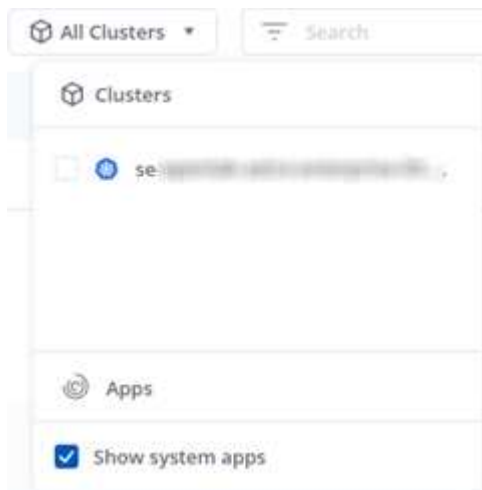 All Clusters
Search
Clusters
se
Apps
Show system apps